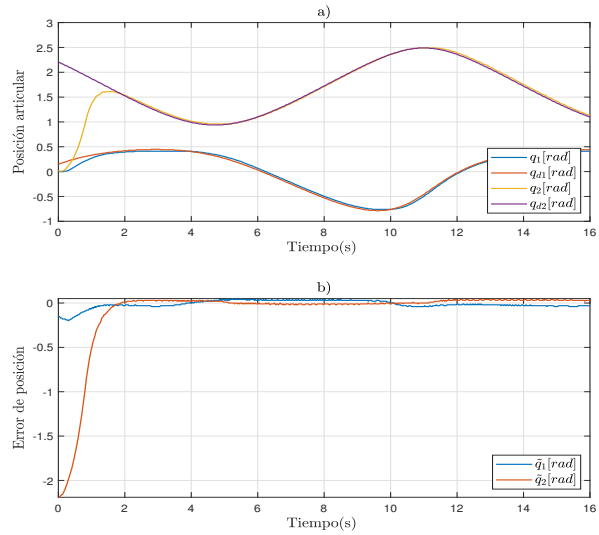 a)
3
2.5
2
1.5
1
0.5
0
-0.5
-1
Posición articular
0 2 4 6 8 10 12 14 16
Tiempo(s)
q₁[rad]
q_d1[rad]
q₂[rad]
q_d2[rad]
b)
0
-0.5
-1
-1.5
-2
Error de posición
0 2 4 6 8 10 12 14 16
Tiempo(s)
q̃₁[rad]
q̃₂[rad]